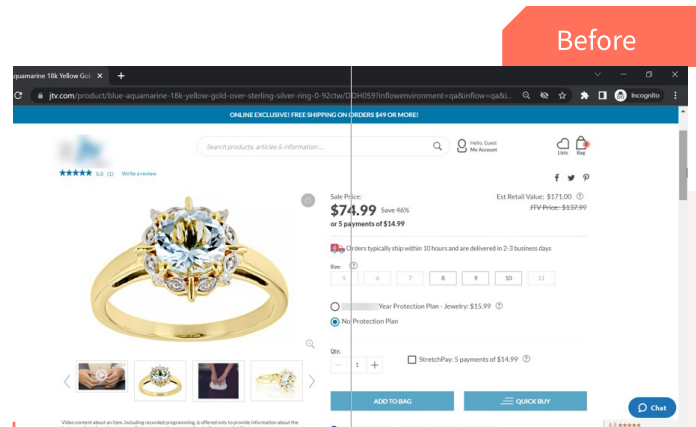 Before
quamarine 18k Yellow Gol
jtv.com/product/blue-aquamarine-18k-yellow-gold-over-sterling-silver-ring-0-92ctw/DOH059?inflowenvironment=qa&inflow=qa&i...
Incognito
ONLINE EXCLUSIVE! FREE SHIPPING ON ORDERS $49 OR MORE!
Search products, articles & information ...
Hello, Guest
My Account
Lists
Bag
5.0 (1) Write a review
Sale Price:
Est Retail Value: $171.00
$74.99 Save 46%
JTV Price: $137.99
or 5 payments of $14.99
Orders typically ship within 10 hours and are delivered in 2-3 business days
Size:
5 6 7 8 9 10 11
Year Protection Plan - Jewelry: $15.99
No Protection Plan
Qty:
1
StretchPay: 5 payments of $14.99
ADD TO BAG
QUICK BUY
Chat
Video content about an item, including recorded programming, is offered only to provide information about the
4.8